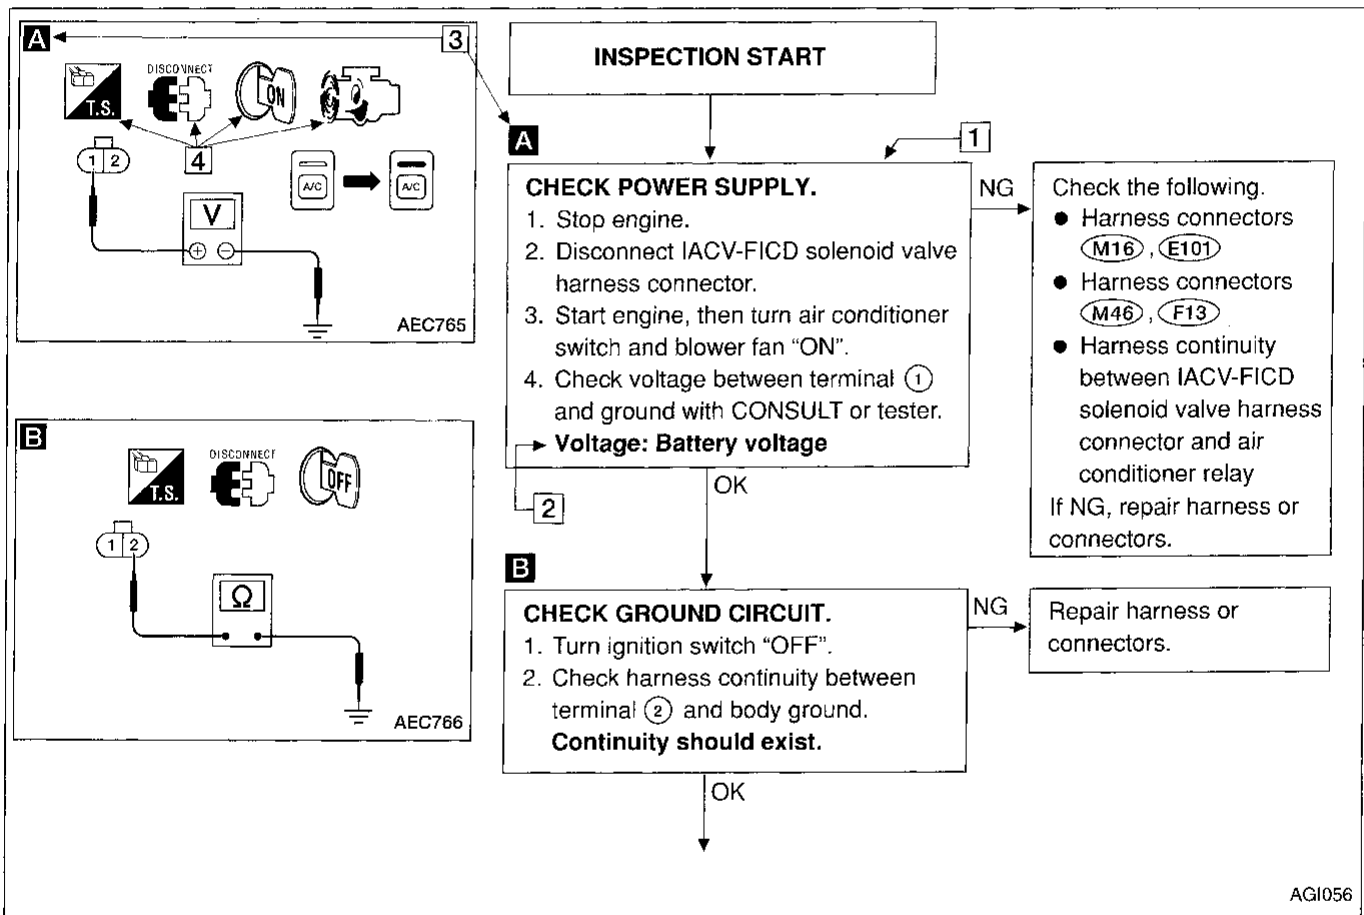 A
3
DISCONNECT
T.S.
ON
1 2
4
A/C
A/C
V
+ −
AEC765
B
DISCONNECT
T.S.
OFF
1 2
Ω
AEC766
INSPECTION START
A
1
CHECK POWER SUPPLY.
1. Stop engine.
2. Disconnect IACV-FICD solenoid valve
harness connector.
3. Start engine, then turn air conditioner
switch and blower fan “ON”.
4. Check voltage between terminal ①
and ground with CONSULT or tester.
Voltage: Battery voltage
2
NG
Check the following.
● Harness connectors
M16, E101
● Harness connectors
M46, F13
● Harness continuity
between IACV-FICD
solenoid valve harness
connector and air
conditioner relay
If NG, repair harness or
connectors.
OK
B
CHECK GROUND CIRCUIT.
1. Turn ignition switch “OFF”.
2. Check harness continuity between
terminal ② and body ground.
Continuity should exist.
NG
Repair harness or
connectors.
OK
AGI056